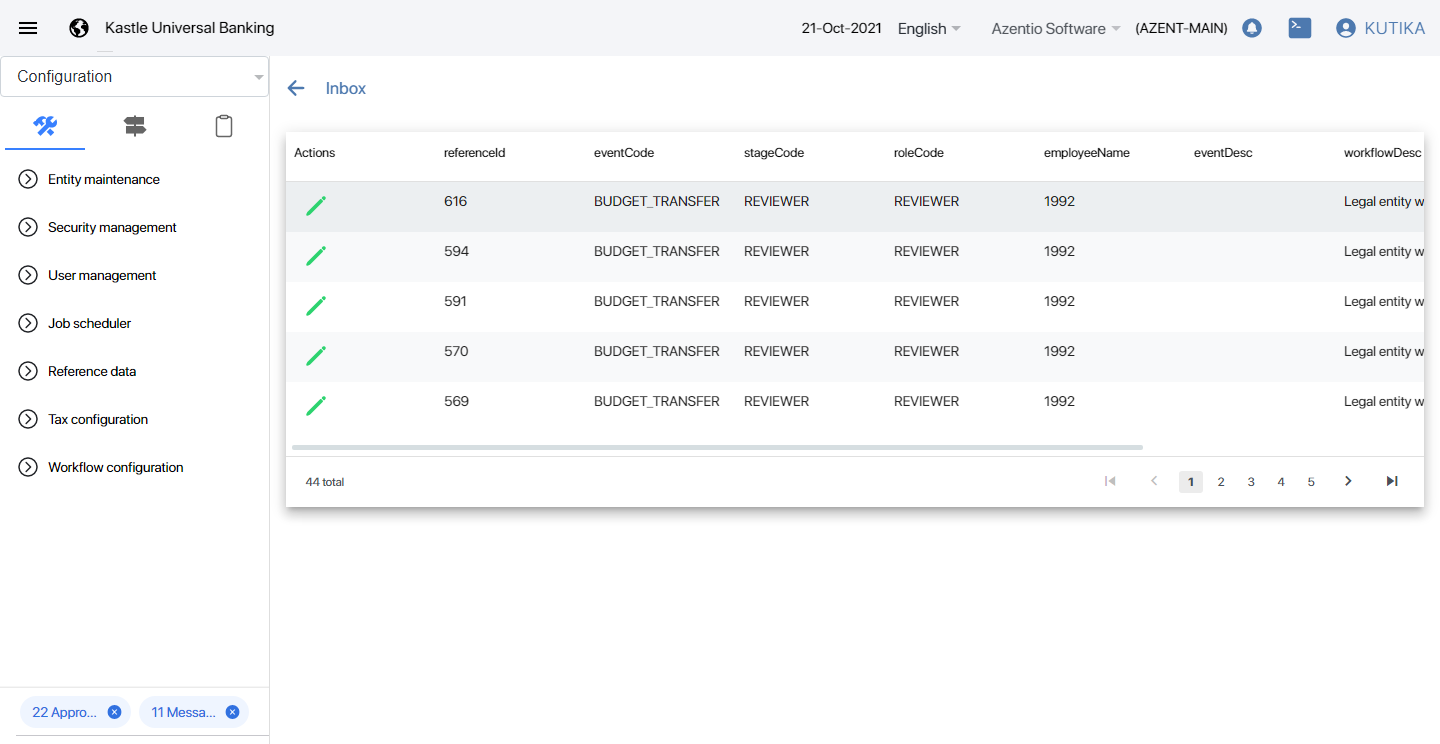 Kastle Universal Banking 21-Oct-2021 English Azentio Software (AZENT-MAIN) KUTIKA
Configuration
Inbox
Entity maintenance
Security management
User management
Job scheduler
Reference data
Tax configuration
Workflow configuration
Actions referenceId eventCode stageCode roleCode employeeName eventDesc workflowDesc
616 BUDGET_TRANSFER REVIEWER REVIEWER 1992 Legal entity w
594 BUDGET_TRANSFER REVIEWER REVIEWER 1992 Legal entity w
591 BUDGET_TRANSFER REVIEWER REVIEWER 1992 Legal entity w
570 BUDGET_TRANSFER REVIEWER REVIEWER 1992 Legal entity w
569 BUDGET_TRANSFER REVIEWER REVIEWER 1992 Legal entity w
44 total 1 2 3 4 5
22 Appro... 11 Messa...